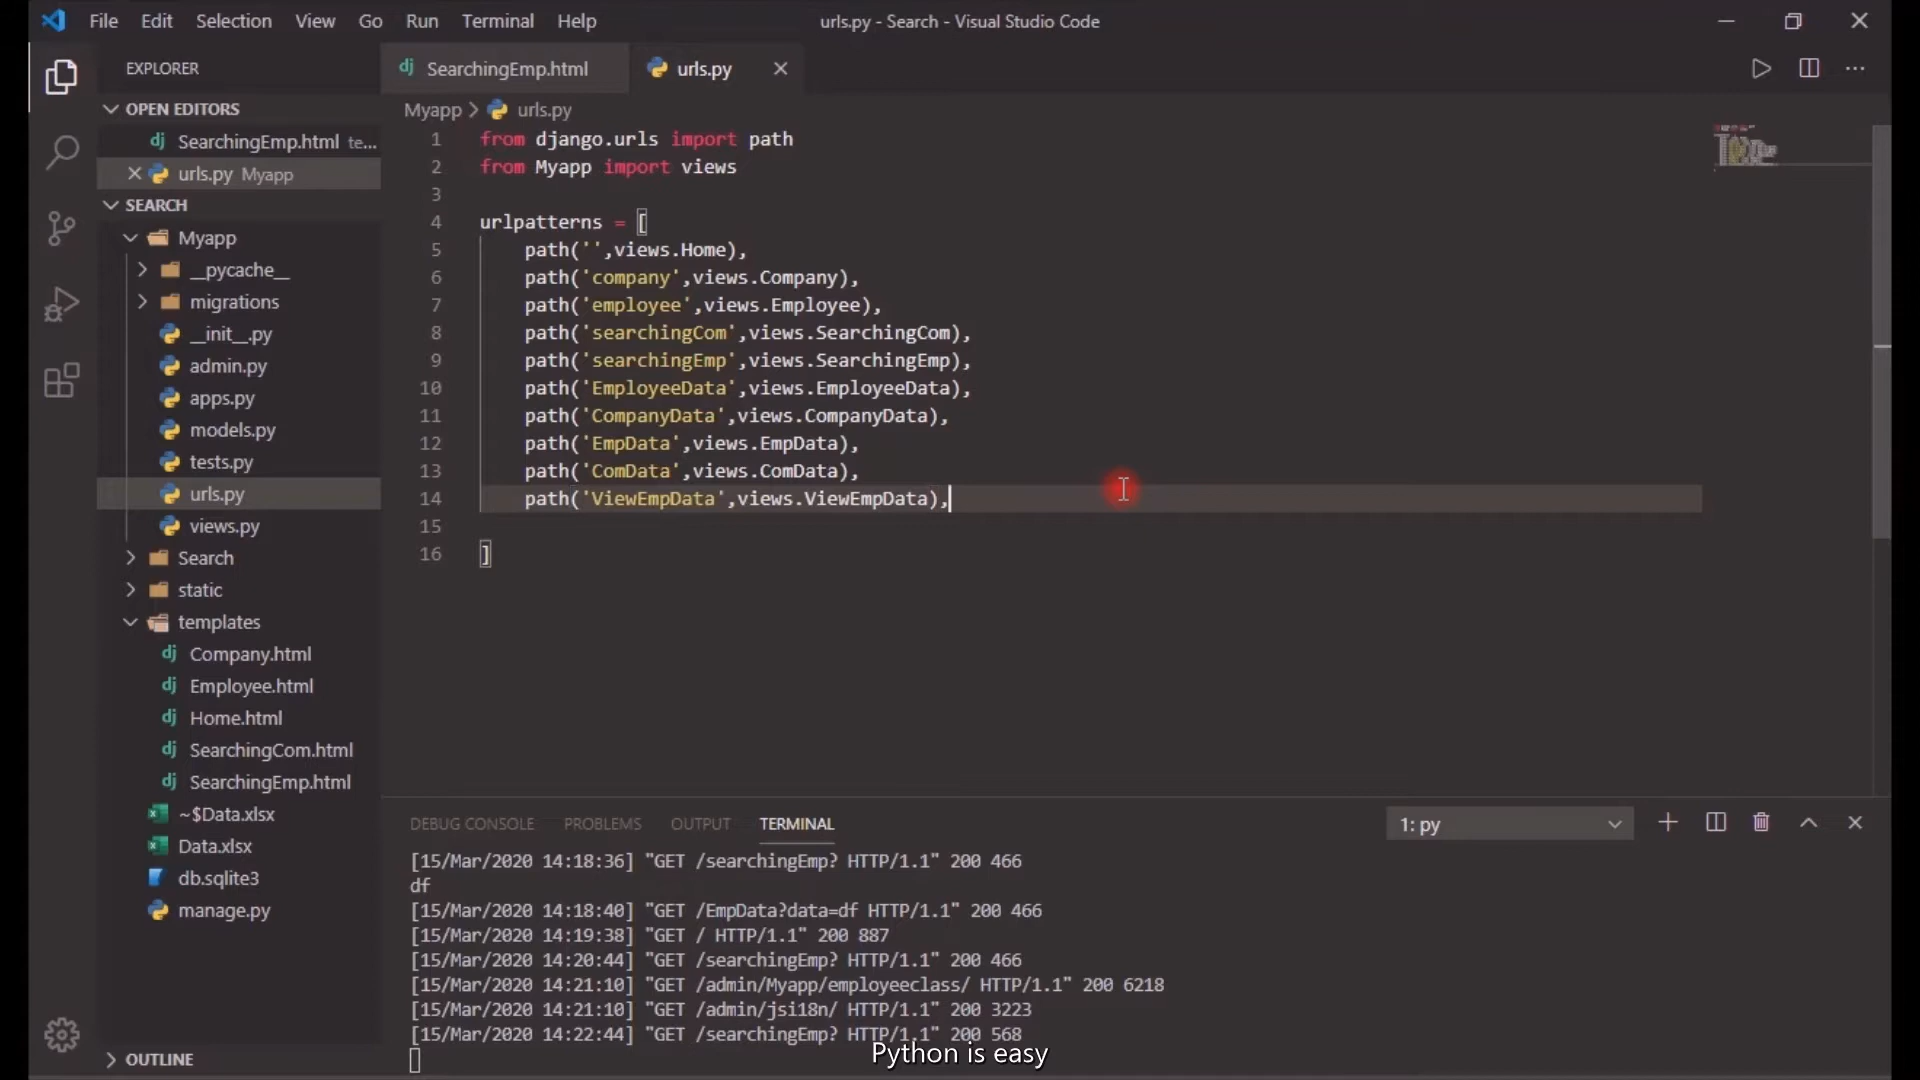 File Edit Selection View Go Run Terminal Help urls.py - Search - Visual Studio Code
EXPLORER
OPEN EDITORS
SearchingEmp.html te...
urls.py Myapp
SEARCH
Myapp
__pycache__
migrations
__init__.py
admin.py
apps.py
models.py
tests.py
urls.py
views.py
Search
static
templates
Company.html
Employee.html
Home.html
SearchingCom.html
SearchingEmp.html
~$Data.xlsx
Data.xlsx
db.sqlite3
manage.py
OUTLINE
SearchingEmp.html urls.py
Myapp > urls.py
1 from django.urls import path
2 from Myapp import views
3
4 urlpatterns = [
5 path('',views.Home),
6 path('company',views.Company),
7 path('employee',views.Employee),
8 path('searchingCom',views.SearchingCom),
9 path('searchingEmp',views.SearchingEmp),
10 path('EmployeeData',views.EmployeeData),
11 path('CompanyData',views.CompanyData),
12 path('EmpData',views.EmpData),
13 path('ComData',views.ComData),
14 path('ViewEmpData',views.ViewEmpData),
15
16 ]
DEBUG CONSOLE PROBLEMS OUTPUT TERMINAL 1: py
[15/Mar/2020 14:18:36] "GET /searchingEmp? HTTP/1.1" 200 466
df
[15/Mar/2020 14:18:40] "GET /EmpData?data=df HTTP/1.1" 200 466
[15/Mar/2020 14:19:38] "GET / HTTP/1.1" 200 887
[15/Mar/2020 14:20:44] "GET /searchingEmp? HTTP/1.1" 200 466
[15/Mar/2020 14:21:10] "GET /admin/Myapp/employeeclass/ HTTP/1.1" 200 6218
[15/Mar/2020 14:21:10] "GET /admin/jsi18n/ HTTP/1.1" 200 3223
[15/Mar/2020 14:22:44] "GET /searchingEmp? HTTP/1.1" 200 568
Python is easy